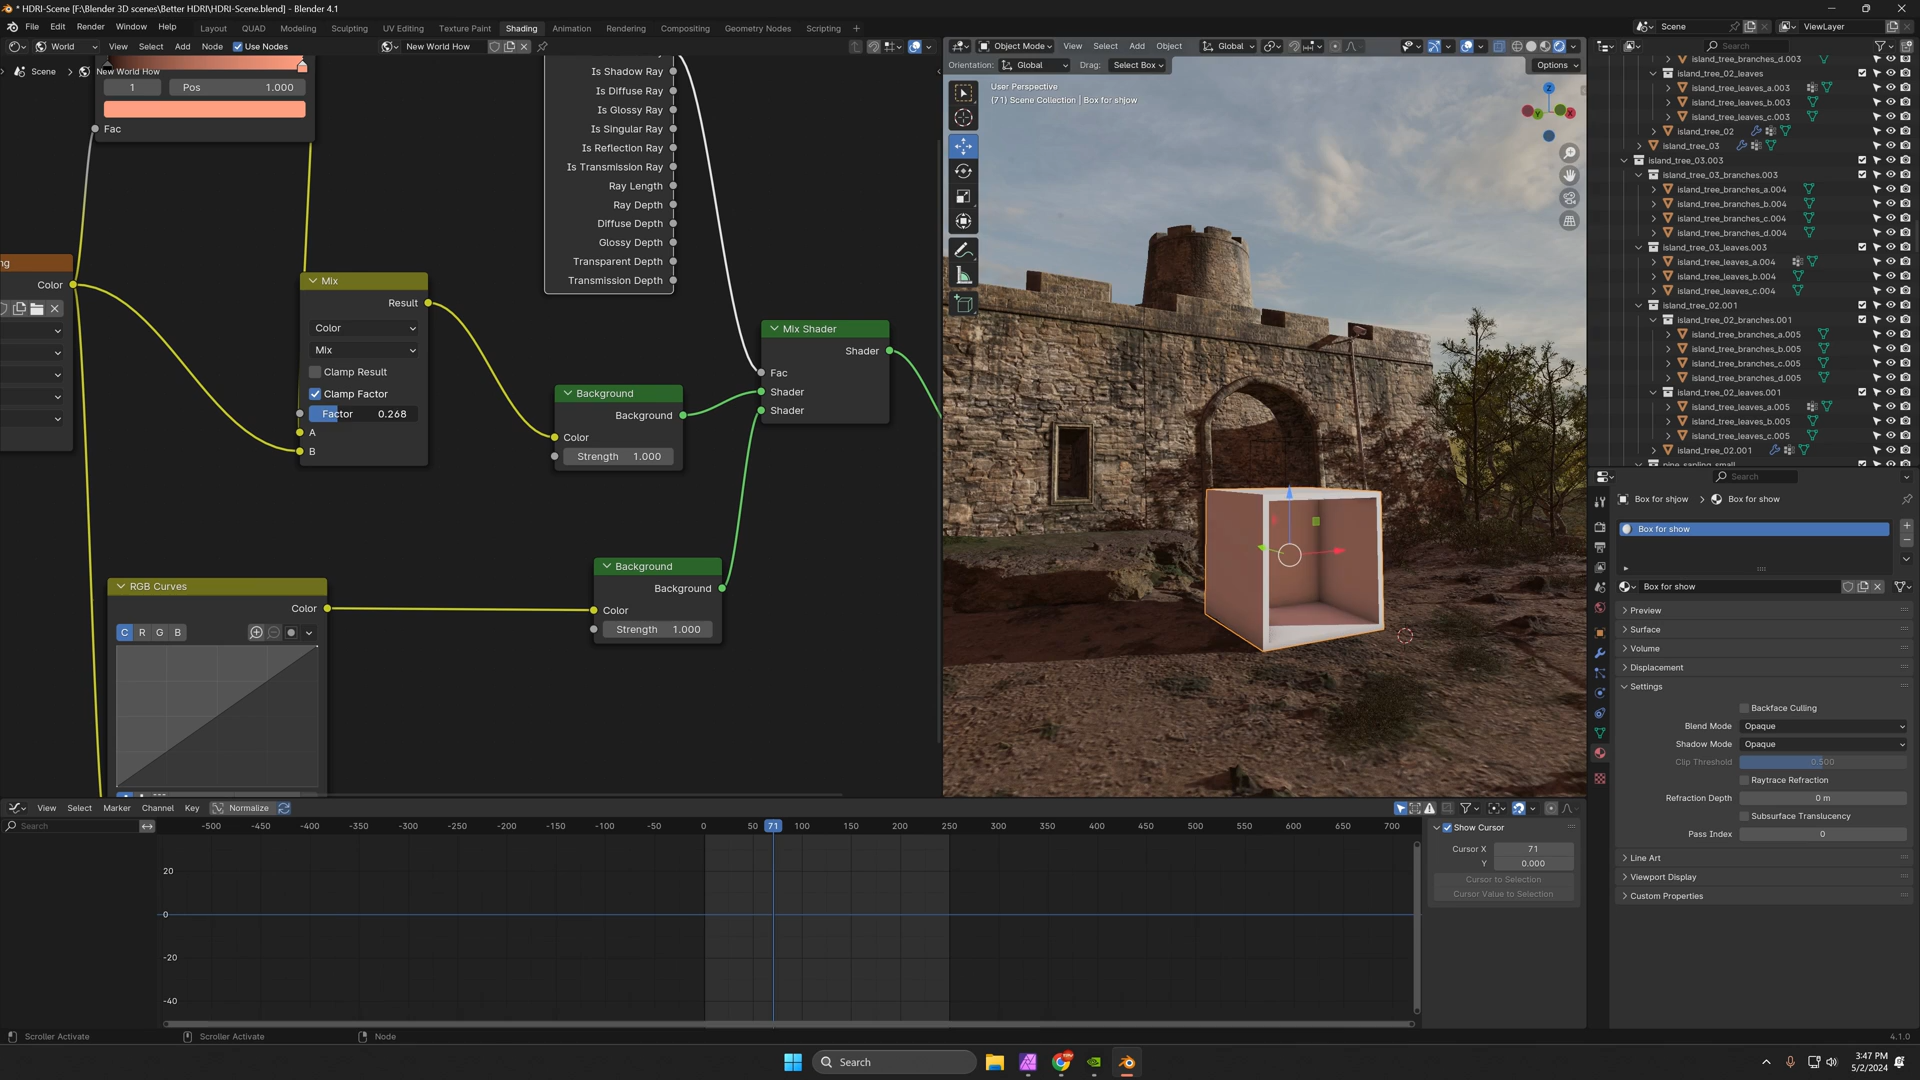 * HDRI-Scene [F:\Blender 3D scenes\Better HDRI\HDRI-Scene.blend] - Blender 4.1
File Edit Render Window Help
Layout QUAD Modeling Sculpting UV Editing Texture Paint Shading Animation Rendering Compositing Geometry Nodes Scripting +
Scene
ViewLayer
World View Select Add Node Use Nodes
New World How
Scene > New World How
1 Pos 1.000
Fac
Is Shadow Ray
Is Diffuse Ray
Is Glossy Ray
Is Singular Ray
Is Reflection Ray
Is Transmission Ray
Ray Length
Ray Depth
Diffuse Depth
Glossy Depth
Transparent Depth
Transmission Depth
ng
Color
Mix
Result
Color
Mix
Clamp Result
Clamp Factor
Factor 0.268
A
B
Background
Background
Color
Strength 1.000
Mix Shader
Shader
Fac
Shader
Shader
Background
Background
Color
Strength 1.000
RGB Curves
Color
C R G B
Object Mode View Select Add Object Global
Orientation: Global Drag: Select Box
Options
User Perspective
(71) Scene Collection | Box for shjow
Z
Y
X
Search
island_tree_branches_d.003
island_tree_02_leaves
island_tree_leaves_a.003
island_tree_leaves_b.003
island_tree_leaves_c.003
island_tree_02
island_tree_03
island_tree_03.003
island_tree_03_branches.003
island_tree_branches_a.004
island_tree_branches_b.004
island_tree_branches_c.004
island_tree_branches_d.004
island_tree_03_leaves.003
island_tree_leaves_a.004
island_tree_leaves_b.004
island_tree_leaves_c.004
island_tree_02.001
island_tree_02_branches.001
island_tree_branches_a.005
island_tree_branches_b.005
island_tree_branches_c.005
island_tree_branches_d.005
island_tree_02_leaves.001
island_tree_leaves_a.005
island_tree_leaves_b.005
island_tree_leaves_c.005
island_tree_02.001
pine_sapling_small
Search
Box for shjow > Box for show
Box for show
Box for show
Preview
Surface
Volume
Displacement
Settings
Backface Culling
Blend Mode Opaque
Shadow Mode Opaque
Clip Threshold 0.500
Raytrace Refraction
Refraction Depth 0 m
Subsurface Translucency
Pass Index 0
Line Art
Viewport Display
Custom Properties
View Select Marker Channel Key Normalize
Search
-500 -450 -400 -350 -300 -250 -200 -150 -100 -50 0 50 71 100 150 200 250 300 350 400 450 500 550 600 650 700
20
0
-20
-40
Show Cursor
Cursor X 71
Y 0.000
Cursor to Selection
Cursor Value to Selection
Scroller Activate
Scroller Activate
Node
4.1.0
Search
3:47 PM
5/2/2024